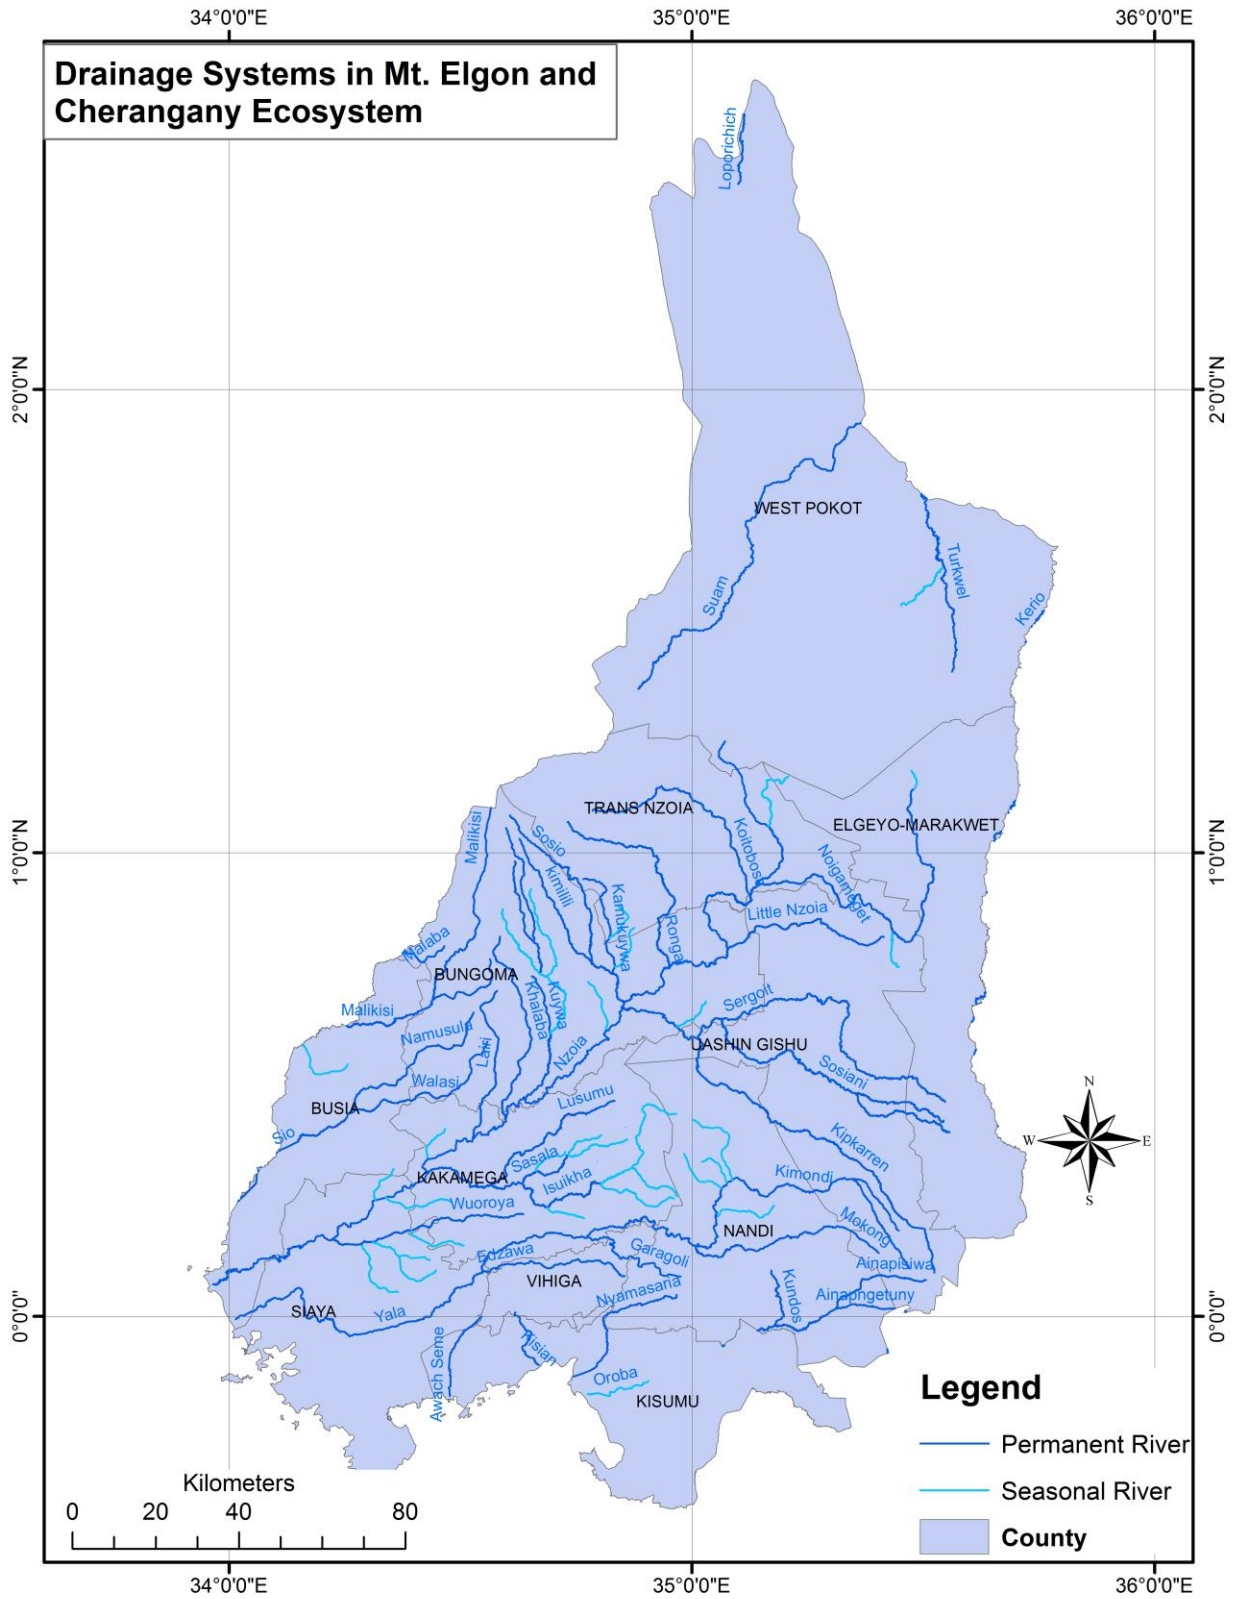 34°0'0"E
35°0'0"E
36°0'0"E
Drainage Systems in Mt. Elgon and
Cherangany Ecosystem
Loporichich
2°0'0"N
2°0'0"N
WEST POKOT
Turkwel
Suam
Kerio
TRANS NZOIA
ELGEYO-MARAKWET
Malikisi
Sosio
Koitoboss
1°0'0"N
1°0'0"N
Noigameget
kimilili
Kamukuywa
Little Nzoia
Ronga
Malaba
BUNGOMA
Malikisi
Khalaba
Kuywa
Sergoit
Namusula
Lairi
Nzoia
UASHIN GISHU
Walasi
Sosiani
BUSIA
Lusumu
Sio
Kipkarren
N
W
E
S
Sasala
KAKAMEGA
Isuikha
Kimondi
Wuoroya
Mokong
NANDI
Edzawa
Garagoli
Ainapisiwa
VIHIGA
Nyamasaria
Kundos
Ainapngetuny
SIAYA
Yala
0°0'0"
0°0'0"
Awach Seme
Kisian
Oroba
KISUMU
Legend
Permanent River
Seasonal River
County
Kilometers
0 20 40 80
34°0'0"E
35°0'0"E
36°0'0"E